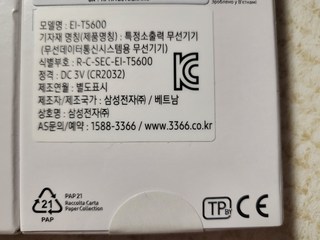 모델명 : EI-T5600
기자재 명칭(제품명칭) : 특정소출력 무선기기
(무선데이터통신시스템용 무선기기)
식별부호 : R-C-SEC-EI-T5600
정격 : DC 3V (CR2032)
제조연월 : 별도표시
제조자/제조국가 : 삼성전자㈜ / 베트남
상호명 : 삼성전자㈜
AS문의/예약 : 1588-3366 / www.3366.co.kr
21
PAP
PAP 21
Raccolta Carta
Paper Collection
TP BY
CE